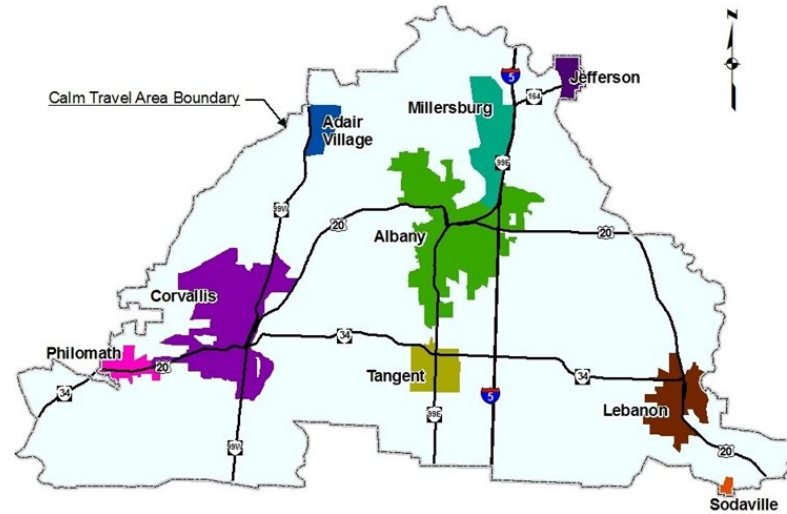 N
5
Jefferson
Calm Travel Area Boundary
Millersburg
164
Adair
Village
99E
99W
20
20
Albany
Corvallis
34
Philomath
20
Tangent
34
34
5
Lebanon
99E
99W
20
Sodaville